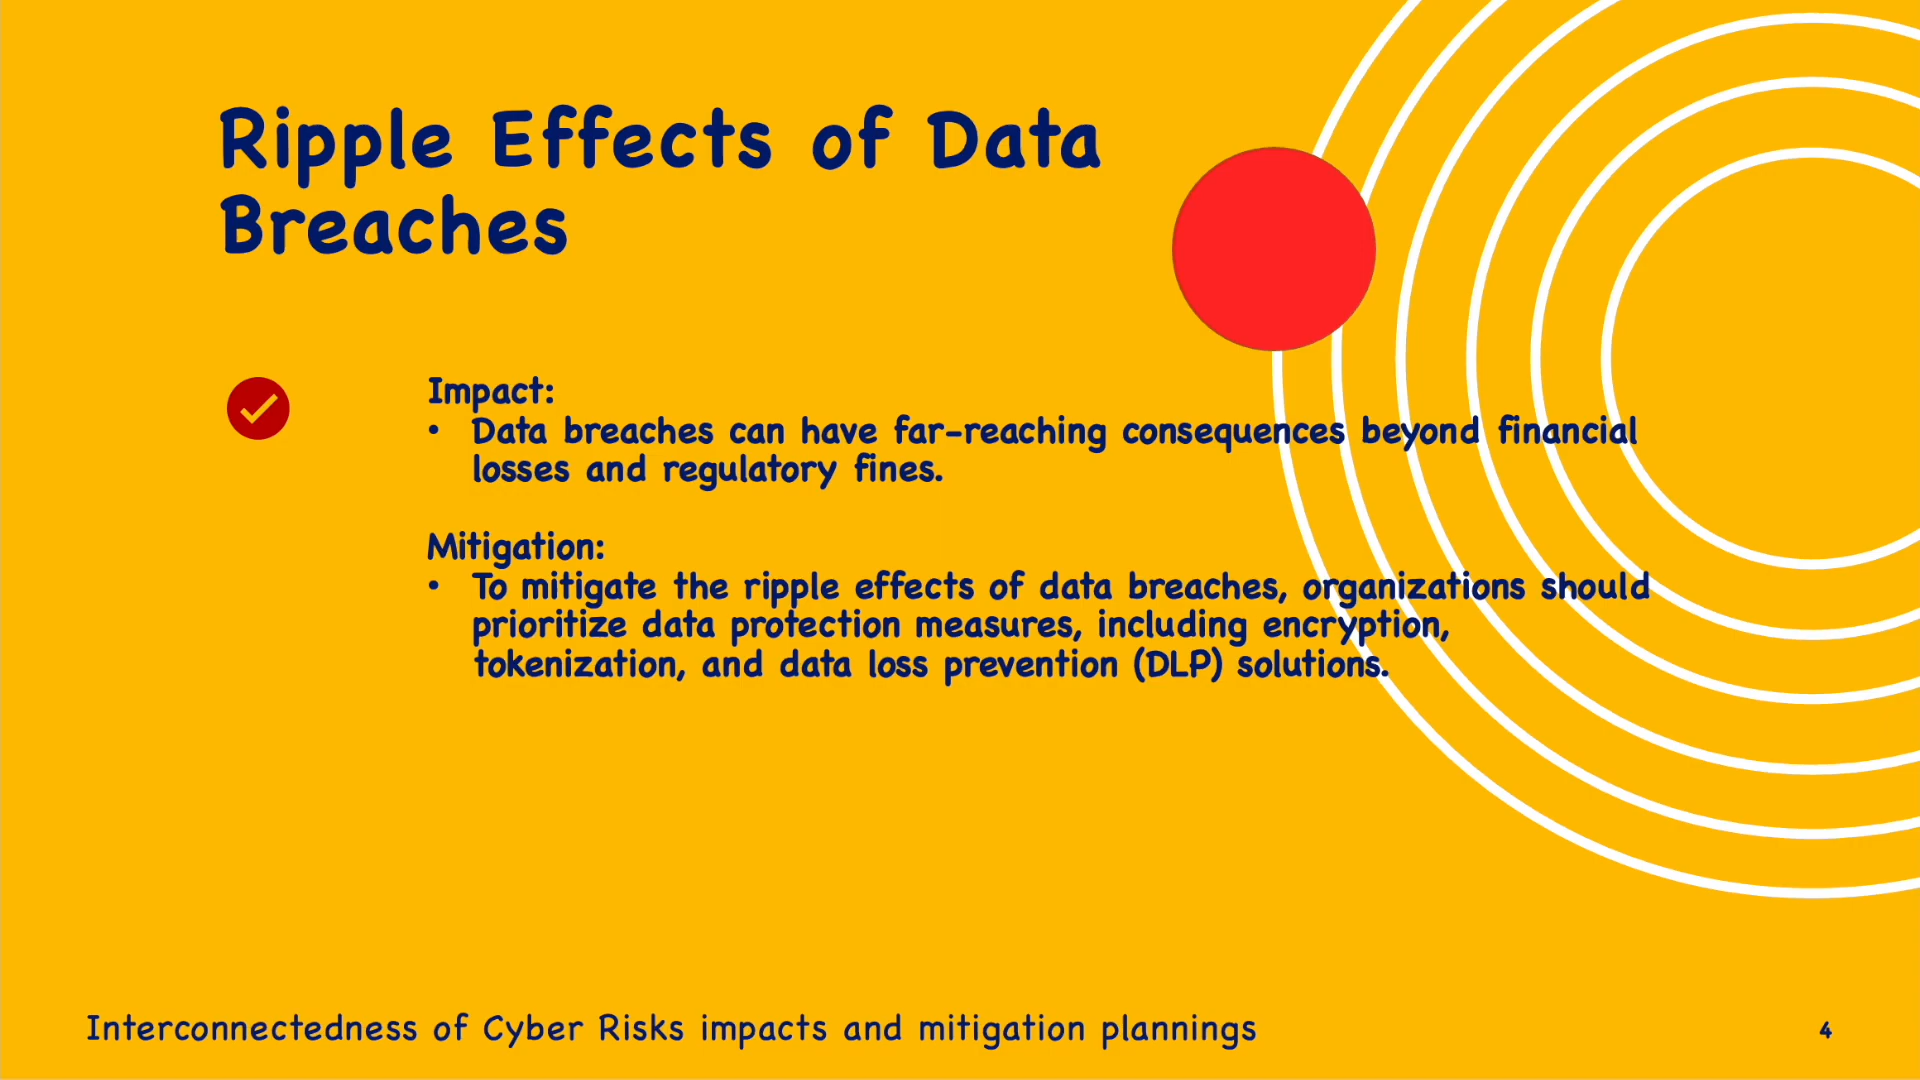 Ripple Effects of Data
Breaches
Impact:
• Data breaches can have far-reaching consequences beyond financial
losses and regulatory fines.
Mitigation:
• To mitigate the ripple effects of data breaches, organizations should
prioritize data protection measures, including encryption,
tokenization, and data loss prevention (DLP) solutions.
Interconnectedness of Cyber Risks impacts and mitigation plannings
4